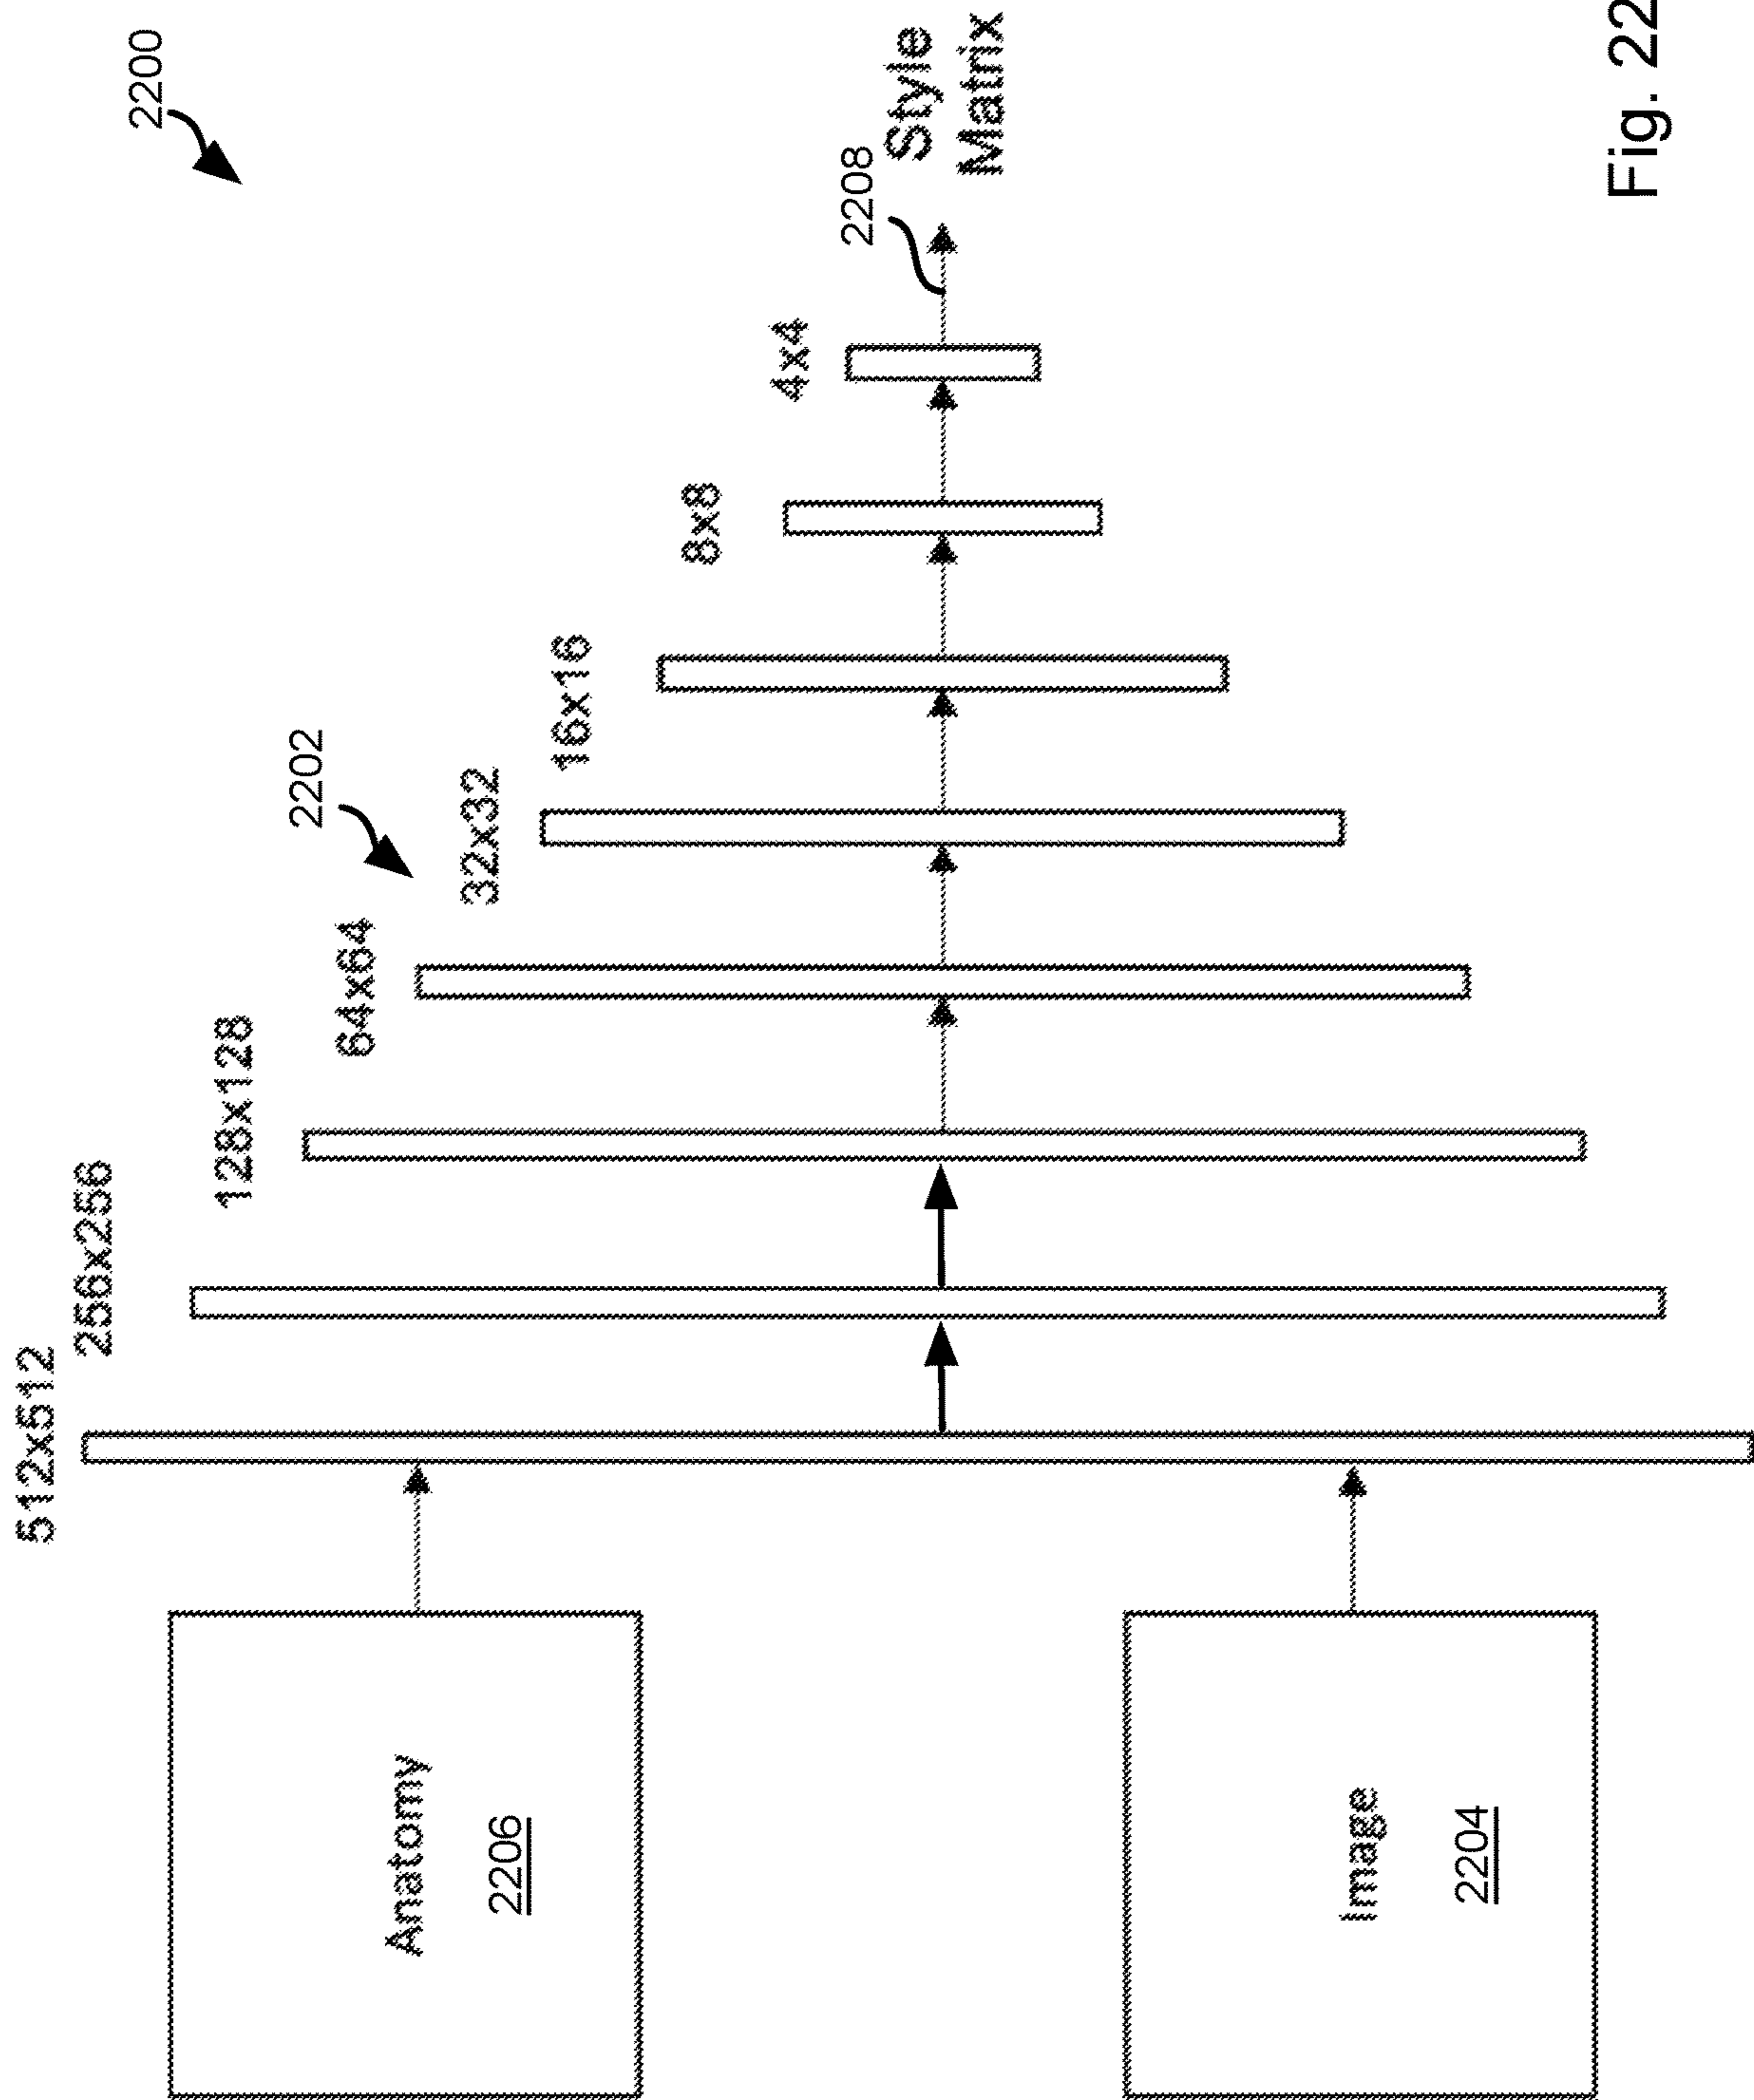 2200
512x512
256x256
128x128
64x64
2202
32x32
16x16
8x8
4x4
2208
Style
Matrix
Anatomy
2206
Image
2204
Fig. 22